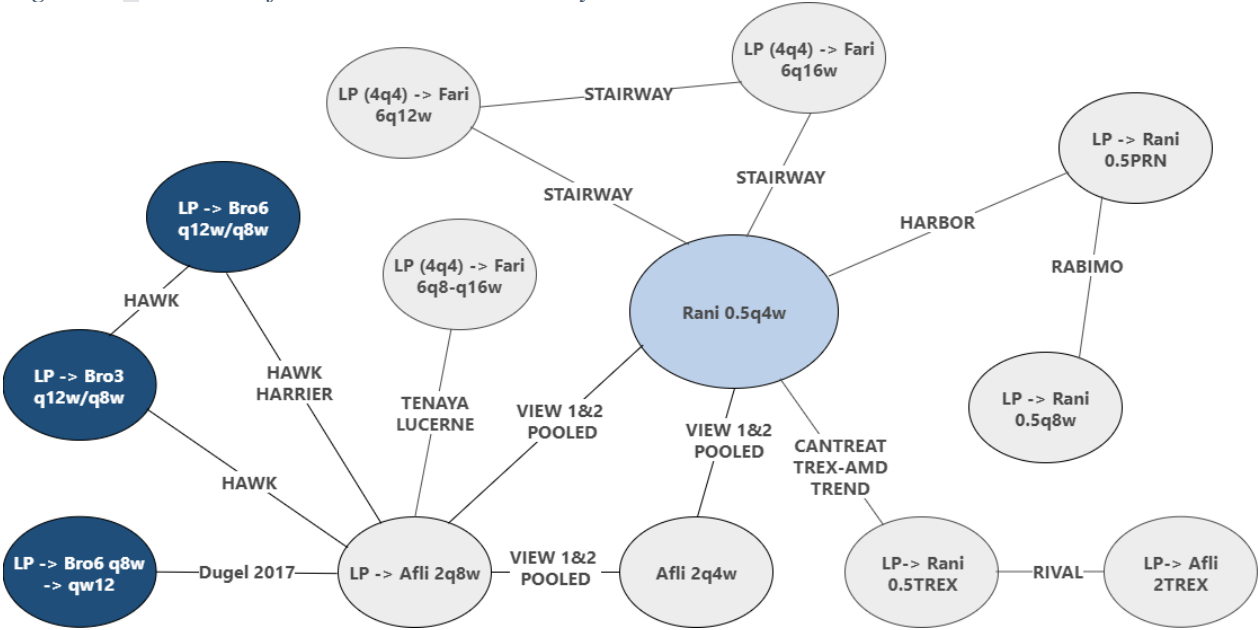 LP (4q4) -> Fari
6q16w
LP (4q4) -> Fari
6q12w
STAIRWAY
STAIRWAY
STAIRWAY
LP -> Rani
0.5PRN
HARBOR
RABIMO
LP -> Bro6
q12w/q8w
LP (4q4) -> Fari
6q8-q16w
Rani 0.5q4w
HAWK
LP -> Bro3
q12w/q8w
HAWK
HARRIER
TENAYA
LUCERNE
VIEW 1&2
POOLED
VIEW 1&2
POOLED
CANTREAT
TREX-AMD
TREND
LP -> Rani
0.5q8w
HAWK
LP -> Bro6 q8w
-> qw12
Dugel 2017
LP -> Afli 2q8w
VIEW 1&2
POOLED
Afli 2q4w
LP-> Rani
0.5TREX
RIVAL
LP-> Afli
2TREX